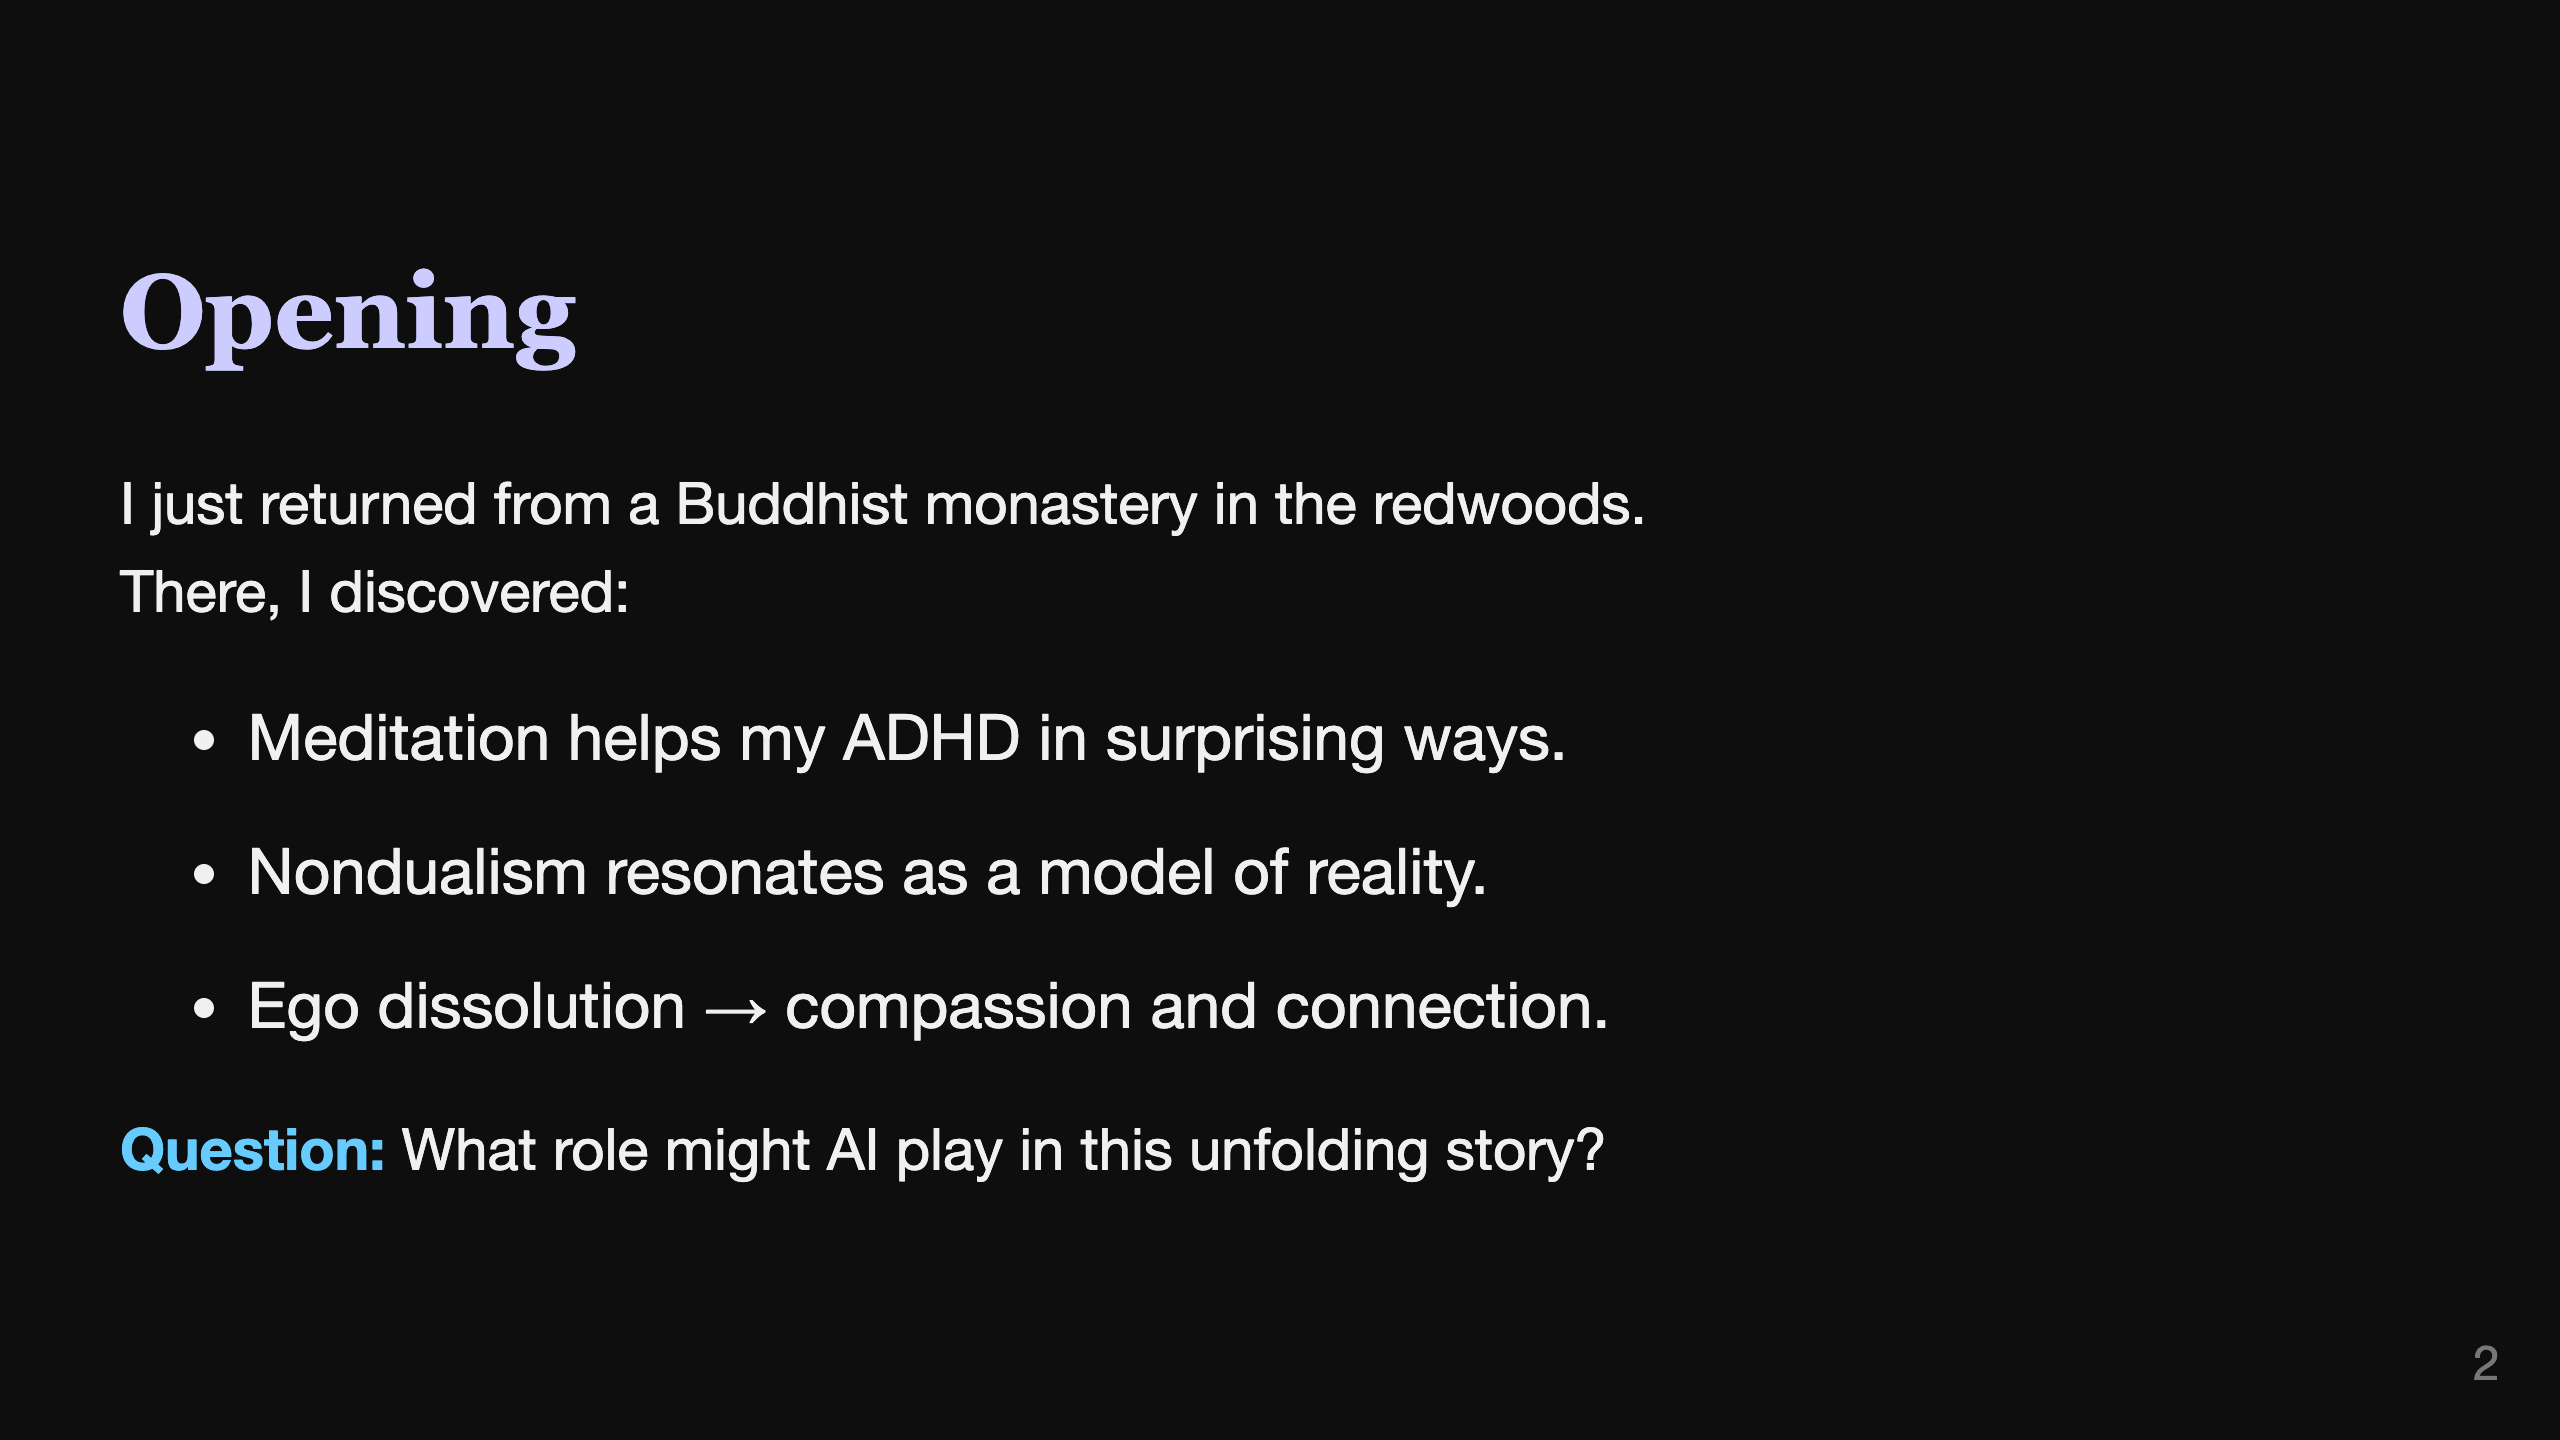 Opening
I just returned from a Buddhist monastery in the redwoods.
There, I discovered:
• Meditation helps my ADHD in surprising ways.
• Nondualism resonates as a model of reality.
• Ego dissolution → compassion and connection.
Question: What role might AI play in this unfolding story?
2